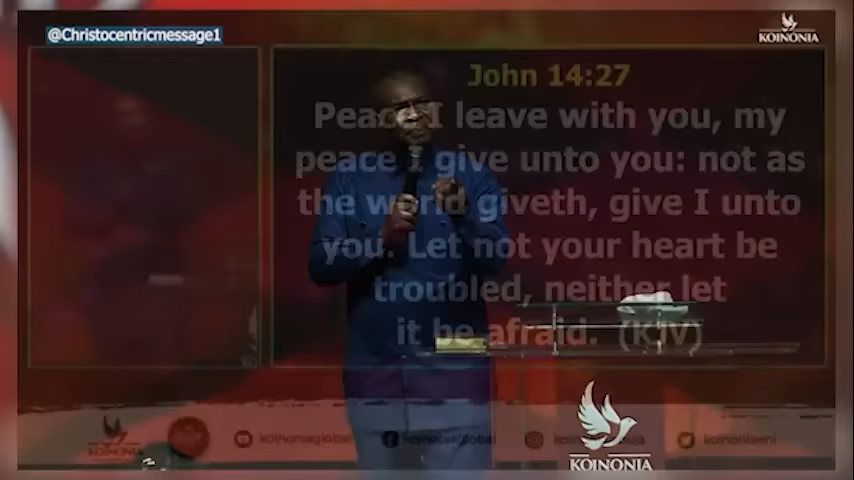 @Christocentricmessage1
KOINONIA
John 14:27
Peace I leave with you, my
peace I give unto you: not as
the world giveth, give I unto
you. Let not your heart be
troubled, neither let
it be afraid. (KJV)
KOINONIA
koinoniaglobal
koinoniaglobal
KOINONIA